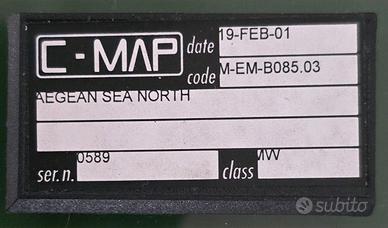 C-MAP date 19-FEB-01
code M-EM-B085.03
AEGEAN SEA NORTH
ser.n. 0589 class MW
subito